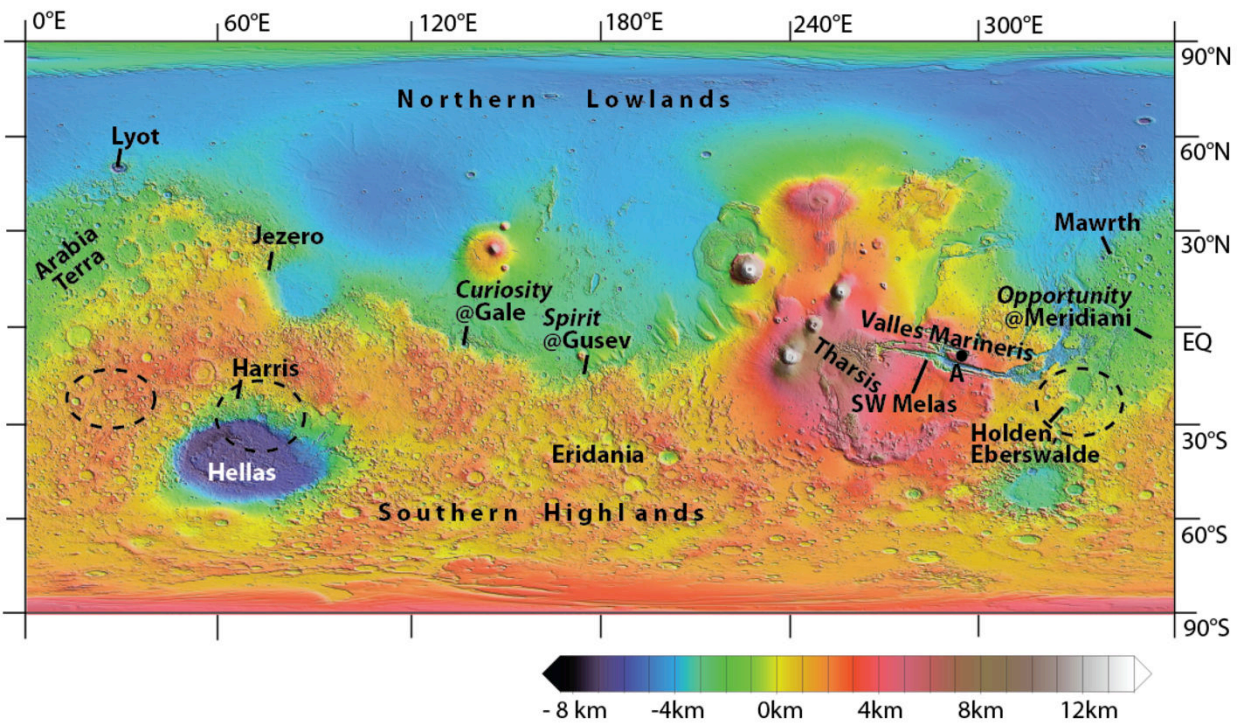 0°E
60°E
120°E
180°E
240°E
300°E
90°N
Northern Lowlands
Lyot
60°N
Mawrth
Arabia
Terra
Jezero
30°N
Curiosity
@Gale
Spirit
@Gusev
Opportunity
@Meridiani
Valles Marineris
EQ
Tharsis
A
Harris
SW Melas
Holden,
Eberswalde
30°S
Eridania
Hellas
Southern Highlands
60°S
90°S
- 8 km
-4km
0km
4km
8km
12km